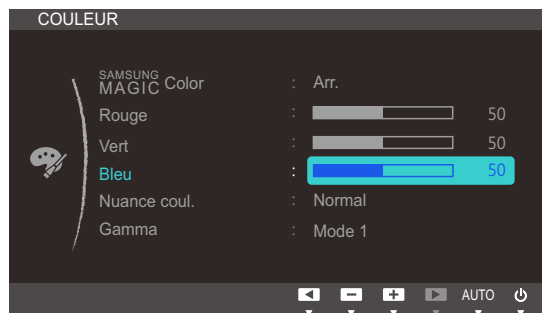 COULEUR
SAMSUNG MAGIC Color : Arr.
Rouge : 50
Vert : 50
Bleu : 50
Nuance coul. : Normal
Gamma : Mode 1
AUTO